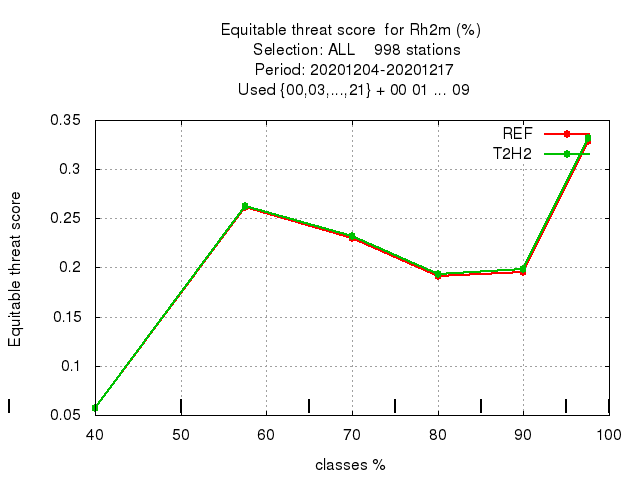 Equitable threat score  for Rh2m (%)
Selection: ALL    998 stations
Period: 20201204-20201217
Used {00,03,...,21} + 00 01 ... 09
0.35
0.3
0.25
0.2
0.15
0.1
0.05
Equitable threat score
REF
T2H2
40 50 60 70 80 90 100
classes %